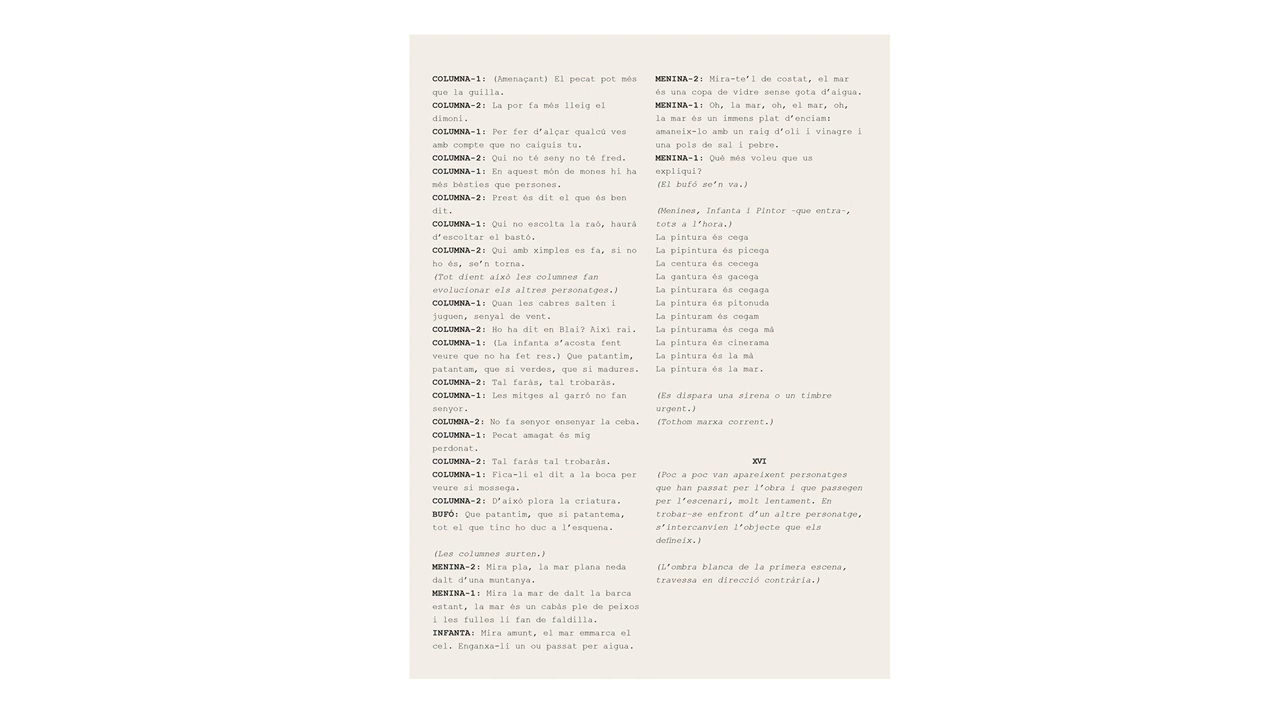 COLUMNA-1: (Amenaçant) El pecat pot més
que la guilla.
COLUMNA-2: La por fa més lleig el
dimoni.
COLUMNA-1: Per fer d’alçar qualcú ves
amb compte que no caiguis tu.
COLUMNA-2: Qui no té seny no té fred.
COLUMNA-1: En aquest món de mones hi ha
més bèsties que persones.
COLUMNA-2: Prest és dit el que és ben
dit.
COLUMNA-1: Qui no escolta la raó, haurà
d’escoltar el bastó.
COLUMNA-2: Qui amb ximples es fa, si no
ho és, se’n torna.
(Tot dient això les columnes fan
evolucionar els altres personatges.)
COLUMNA-1: Quan les cabres salten i
juguen, senyal de vent.
COLUMNA-2: Ho ha dit en Blai? Així rai.
COLUMNA-1: (La infanta s’acosta fent
veure que no ha fet res.) Que patantim,
patantam, que si verdes, que si madures.
COLUMNA-2: Tal faràs, tal trobaràs.
COLUMNA-1: Les mitges al garró no fan
senyor.
COLUMNA-2: No fa senyor ensenyar la ceba.
COLUMNA-1: Pecat amagat és mig
perdonat.
COLUMNA-2: Tal faràs tal trobaràs.
COLUMNA-1: Fica-li el dit a la boca per
veure si mossega.
COLUMNA-2: D’això plora la criatura.
BUFÓ: Que patantim, que si patantema,
tot el que tinc ho duc a l’esquena.
(Les columnes surten.)
MENINA-2: Mira pla, la mar plana neda
dalt d’una muntanya.
MENINA-1: Mira la mar de dalt la barca
estant, la mar és un cabàs ple de peixos
i les fulles li fan de faldilla.
INFANTA: Mira amunt, el mar emmarca el
cel. Enganxa-li un ou passat per aigua.
MENINA-2: Mira-te’l de costat, el mar
és una copa de vidre sense gota d’aigua.
MENINA-1: Oh, la mar, oh, el mar, oh,
la mar és un immens plat d’enciam:
amaneix-lo amb un raig d’oli i vinagre i
una pols de sal i pebre.
MENINA-1: Què més voleu que us
expliqui?
(El bufó se’n va.)
(Menines, Infanta i Pintor -que entra-,
tots a l’hora.)
La pintura és cega
La pipintura és picega
La centura és cecega
La gantura és gacega
La pinturara és cegaga
La pintura és pitonuda
La pinturam és cegam
La pinturama és cega mà
La pintura és cinerama
La pintura és la mà
La pintura és la mar.
(Es dispara una sirena o un timbre
urgent.)
(Tothom marxa corrent.)
XVI
(Poc a poc van apareixent personatges
que han passat per l’obra i que passegen
per l’escenari, molt lentament. En
trobar-se enfront d’un altre personatge,
s’intercanvien l’objecte que els
defineix.)
(L’ombra blanca de la primera escena,
travessa en direcció contrària.)